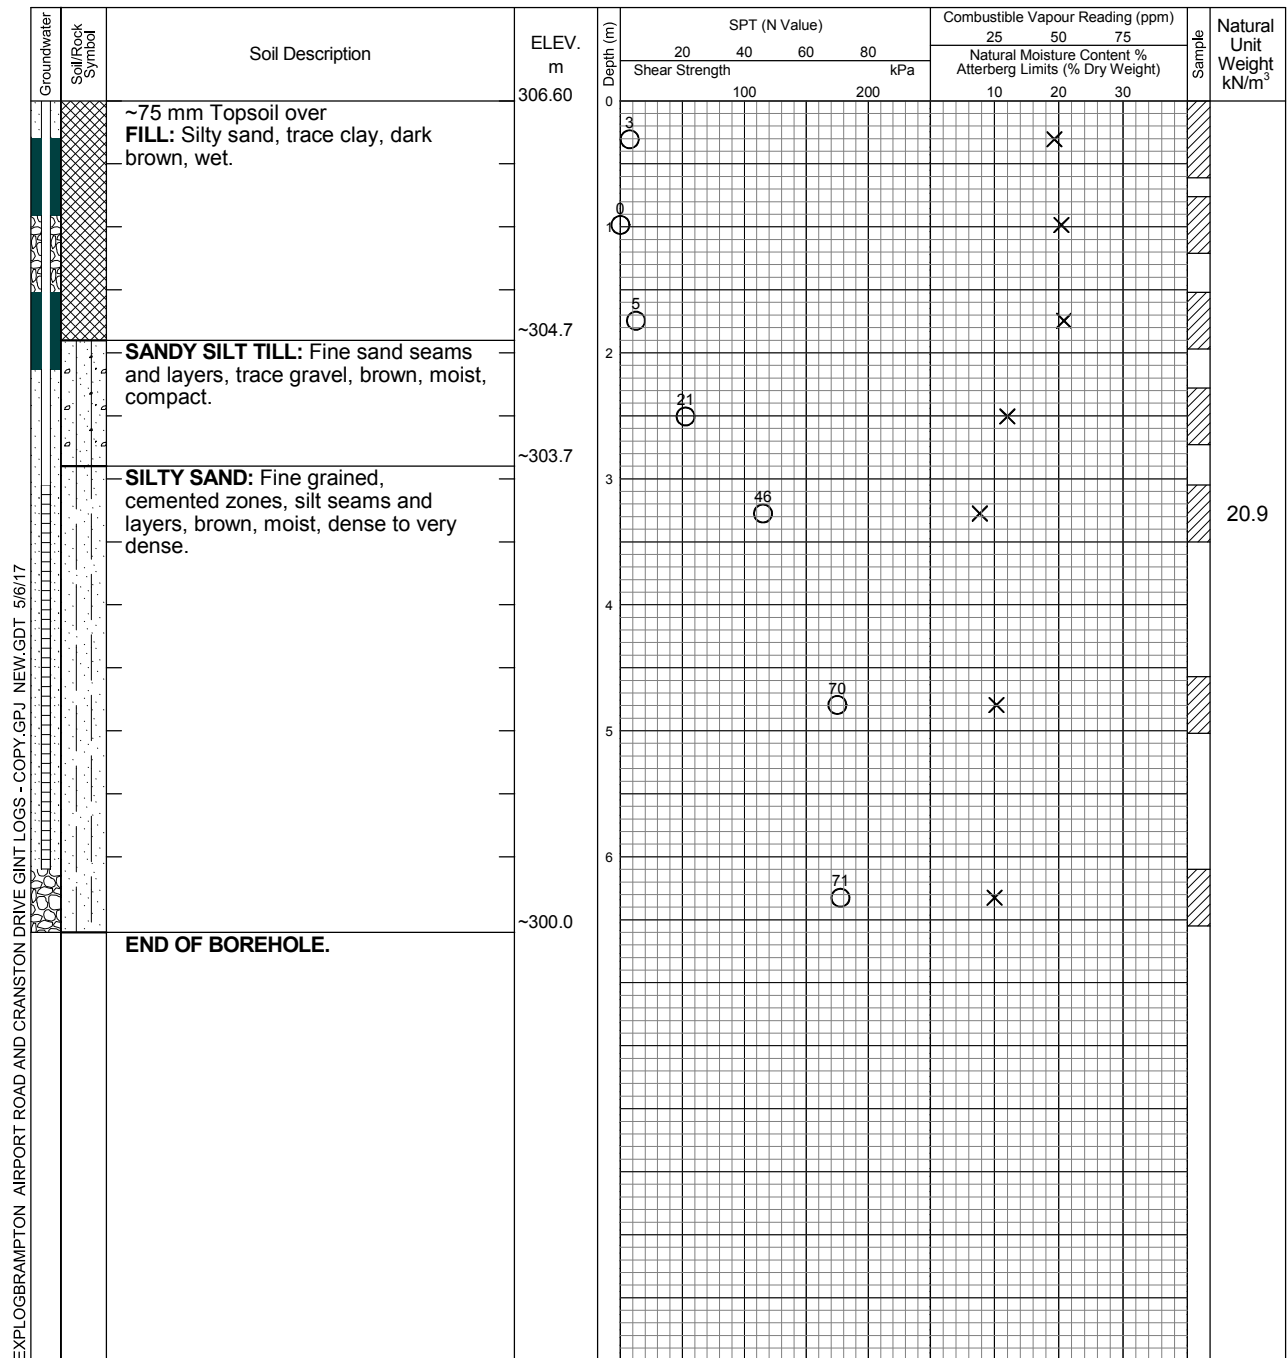 Groundwater
Soil/Rock
Symbol
Soil Description
ELEV.
m
306.60
Depth (m)
SPT (N Value)
20 40 60 80
Shear Strength kPa
100 200
Combustible Vapour Reading (ppm)
25 50 75
Natural Moisture Content %
Atterberg Limits (% Dry Weight)
10 20 30
Sample
Natural
Unit
Weight
kN/m³
0
~75 mm Topsoil over
FILL: Silty sand, trace clay, dark
brown, wet.
3
0
1
5
~304.7
SANDY SILT TILL: Fine sand seams
and layers, trace gravel, brown, moist,
compact.
2
21
~303.7
SILTY SAND: Fine grained,
cemented zones, silt seams and
layers, brown, moist, dense to very
dense.
3
46
20.9
4
70
5
6
71
~300.0
END OF BOREHOLE.
EXPLOGBRAMPTON AIRPORT ROAD AND CRANSTON DRIVE GINT LOGS - COPY.GPJ NEW.GDT 5/6/17